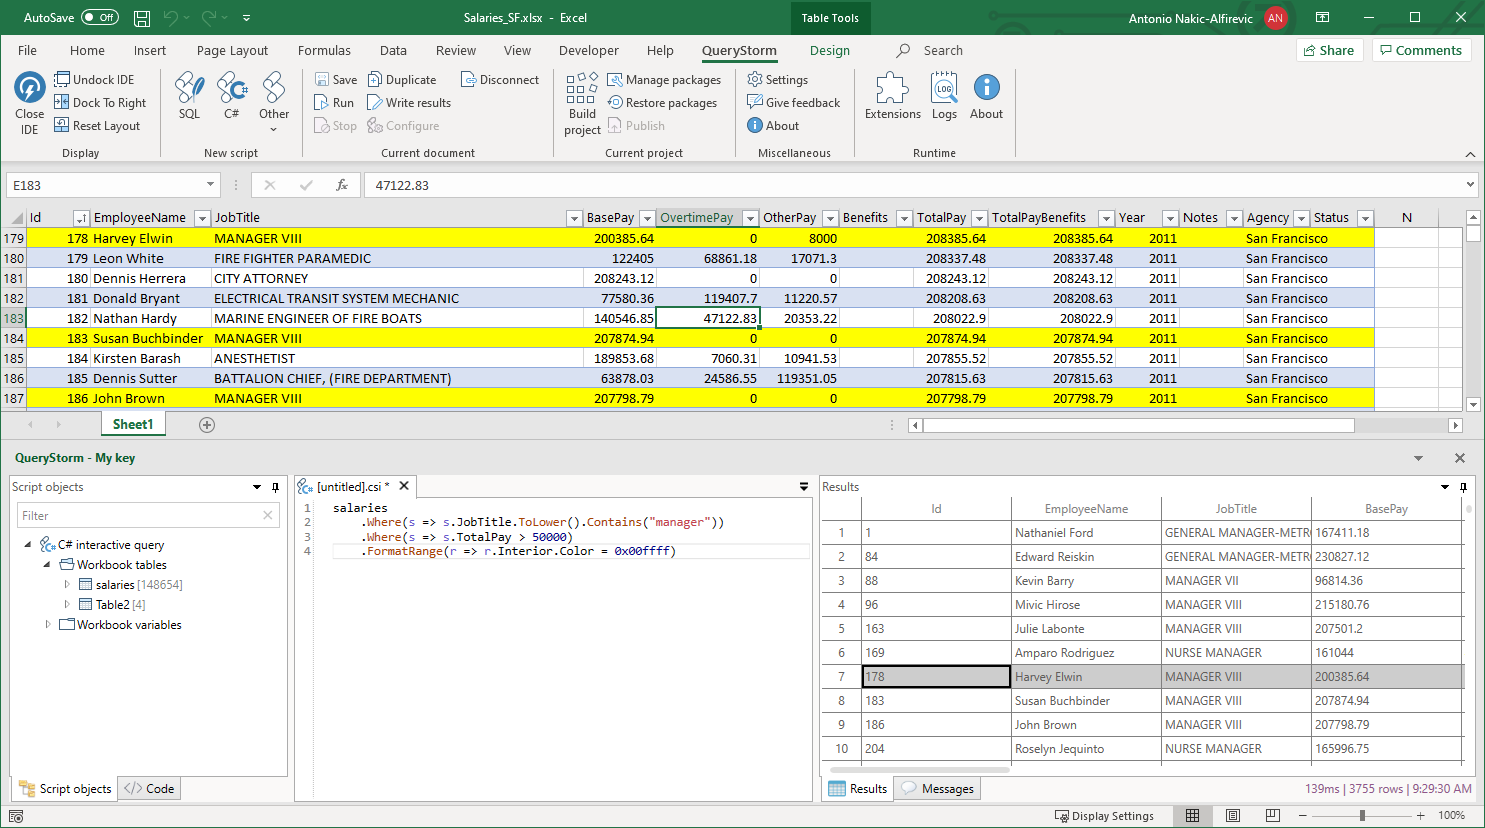 AutoSave Off Salaries_SF.xlsx - Excel Table Tools Antonio Nakic-Alfirevic AN
File Home Insert Page Layout Formulas Data Review View Developer Help QueryStorm Design Search Share Comments
Close IDE
Undock IDE
Dock To Right
Reset Layout
Display
SQL C# Other
New script
Save Duplicate Disconnect
Run Write results
Stop Configure
Current document
Build project
Manage packages
Restore packages
Publish
Current project
Settings
Give feedback
About
Miscellaneous
Extensions LOG Logs About
Runtime
E183 fx 47122.83
Id EmployeeName JobTitle BasePay OvertimePay OtherPay Benefits TotalPay TotalPayBenefits Year Notes Agency Status N
179 178 Harvey Elwin MANAGER VIII 200385.64 0 8000 208385.64 208385.64 2011 San Francisco
180 179 Leon White FIRE FIGHTER PARAMEDIC 122405 68861.18 17071.3 208337.48 208337.48 2011 San Francisco
181 180 Dennis Herrera CITY ATTORNEY 208243.12 0 0 208243.12 208243.12 2011 San Francisco
182 181 Donald Bryant ELECTRICAL TRANSIT SYSTEM MECHANIC 77580.36 119407.7 11220.57 208208.63 208208.63 2011 San Francisco
183 182 Nathan Hardy MARINE ENGINEER OF FIRE BOATS 140546.85 47122.83 20353.22 208022.9 208022.9 2011 San Francisco
184 183 Susan Buchbinder MANAGER VIII 207874.94 0 0 207874.94 207874.94 2011 San Francisco
185 184 Kirsten Barash ANESTHETIST 189853.68 7060.31 10941.53 207855.52 207855.52 2011 San Francisco
186 185 Dennis Sutter BATTALION CHIEF, (FIRE DEPARTMENT) 63878.03 24586.55 119351.05 207815.63 207815.63 2011 San Francisco
187 186 John Brown MANAGER VIII 207798.79 0 0 207798.79 207798.79 2011 San Francisco
Sheet1
QueryStorm - My key
Script objects
Filter
C# interactive query
Workbook tables
salaries [148654]
Table2 [4]
Workbook variables
Script objects </> Code
[untitled].csi *
1 salaries
2 .Where(s => s.JobTitle.ToLower().Contains("manager"))
3 .Where(s => s.TotalPay > 50000)
4 .FormatRange(r => r.Interior.Color = 0x00ffff)
Results
Id EmployeeName JobTitle BasePay
1 1 Nathaniel Ford GENERAL MANAGER-METR 167411.18
2 84 Edward Reiskin GENERAL MANAGER-METR 230827.12
3 88 Kevin Barry MANAGER VII 96814.36
4 96 Mivic Hirose MANAGER VIII 215180.76
5 163 Julie Labonte MANAGER VIII 207501.2
6 169 Amparo Rodriguez NURSE MANAGER 161044
7 178 Harvey Elwin MANAGER VIII 200385.64
8 183 Susan Buchbinder MANAGER VIII 207874.94
9 186 John Brown MANAGER VIII 207798.79
10 204 Roselyn Jequinto NURSE MANAGER 165996.75
Results Messages 139ms | 3755 rows | 9:29:30 AM
Display Settings 100%